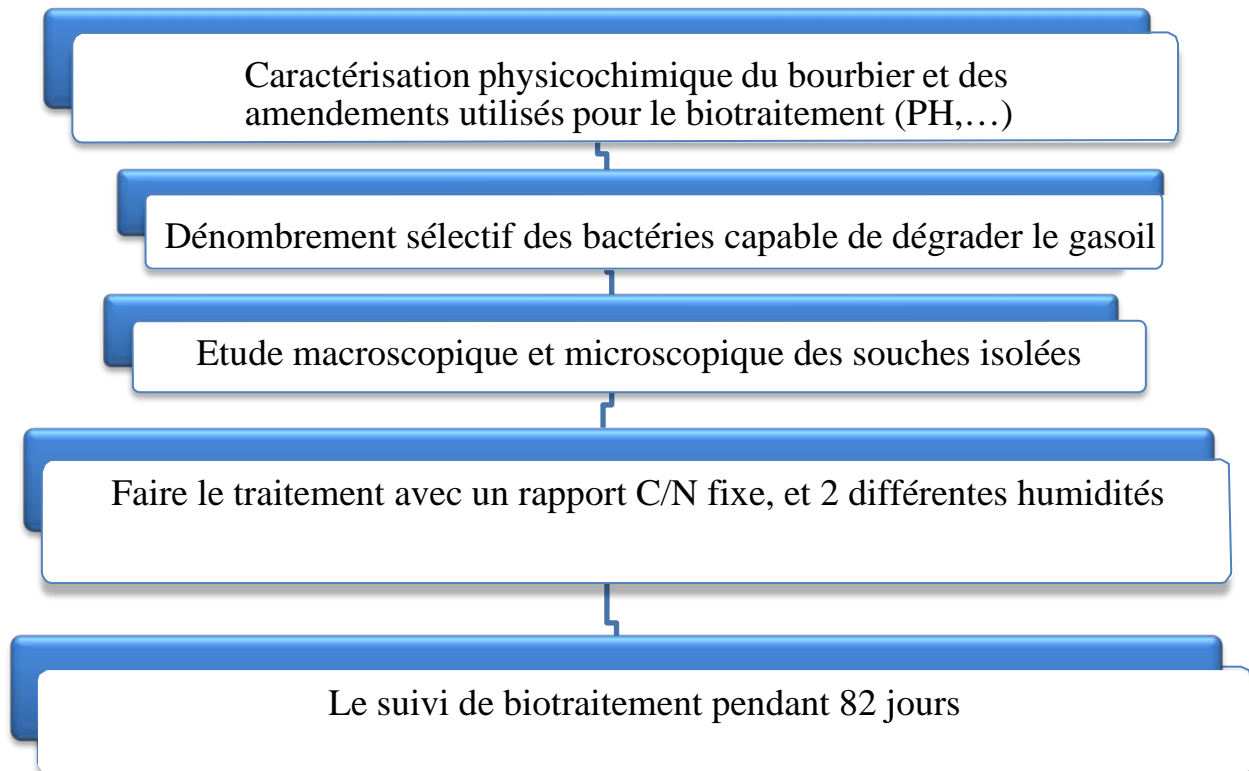 Caractérisation physicochimique du bourbier et des
amendements utilisés pour le biotraitement (PH,…)
Dénombrement sélectif des bactéries capable de dégrader le gasoil
Etude macroscopique et microscopique des souches isolées
Faire le traitement avec un rapport C/N fixe, et 2 différentes humidités
Le suivi de biotraitement pendant 82 jours